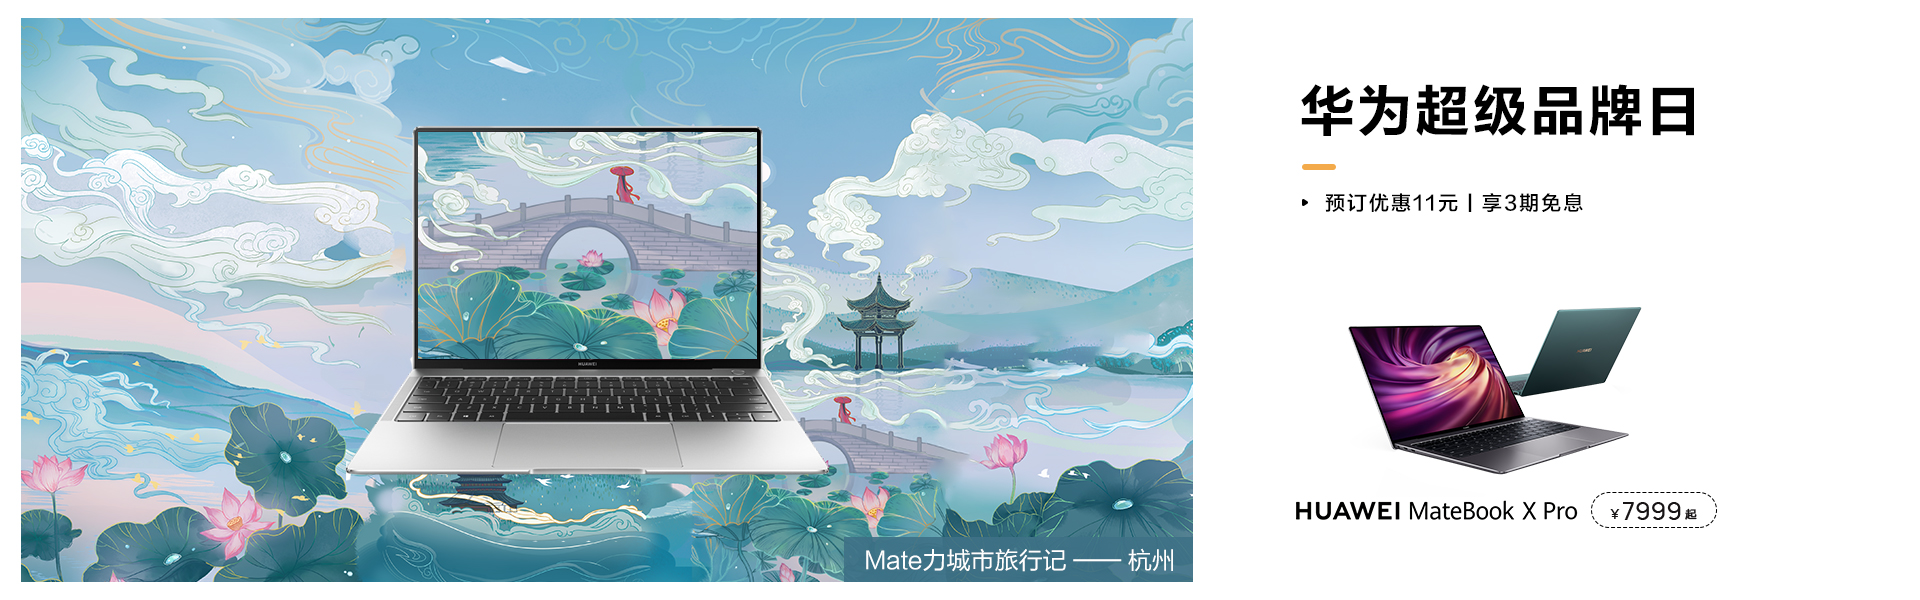 HUAWEI
Mate力城市旅行记 —— 杭州
华为超级品牌日
预订优惠11元丨享3期免息
HUAWEI MateBook X Pro
¥7999起